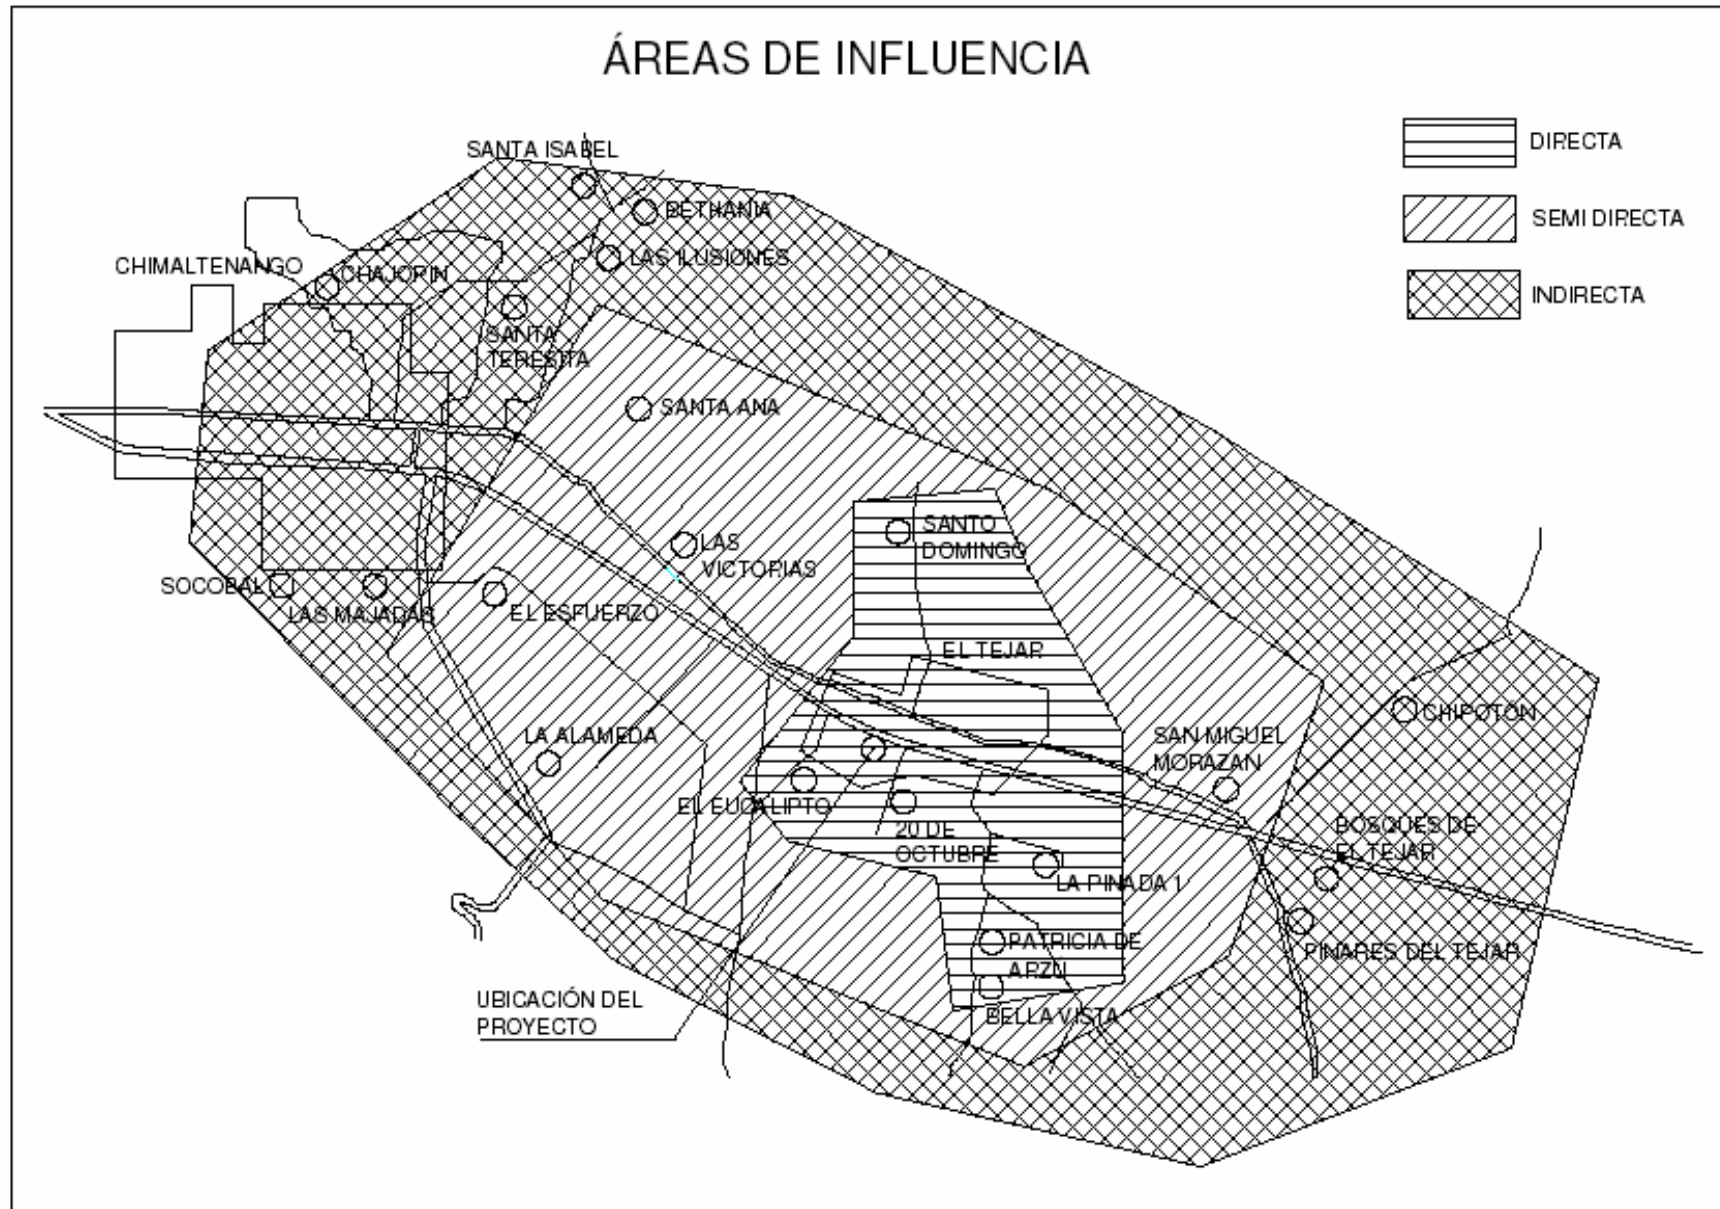 ÁREAS DE INFLUENCIA
DIRECTA
SEMI DIRECTA
INDIRECTA
SANTA ISABEL
BETHANIA
LAS ILUSIONES
CHIMALTENANGO
CHAJOPIN
SANTA
TERESITA
SANTA ANA
SANTO
DOMINGO
LAS
VICTORIAS
SOCOBAL
LAS MAJADAS
EL ESFUERZO
EL TEJAR
LA ALAMEDA
SAN MIGUEL
MORAZAN
CHIPOTON
EL EUCALIPTO
20 DE
OCTUBRE
BOSQUES DE
EL TEJAR
LA PINADA 1
PATRICIA DE
ARZU
PINARES DEL TEJAR
BELLA VISTA
UBICACIÓN DEL
PROYECTO